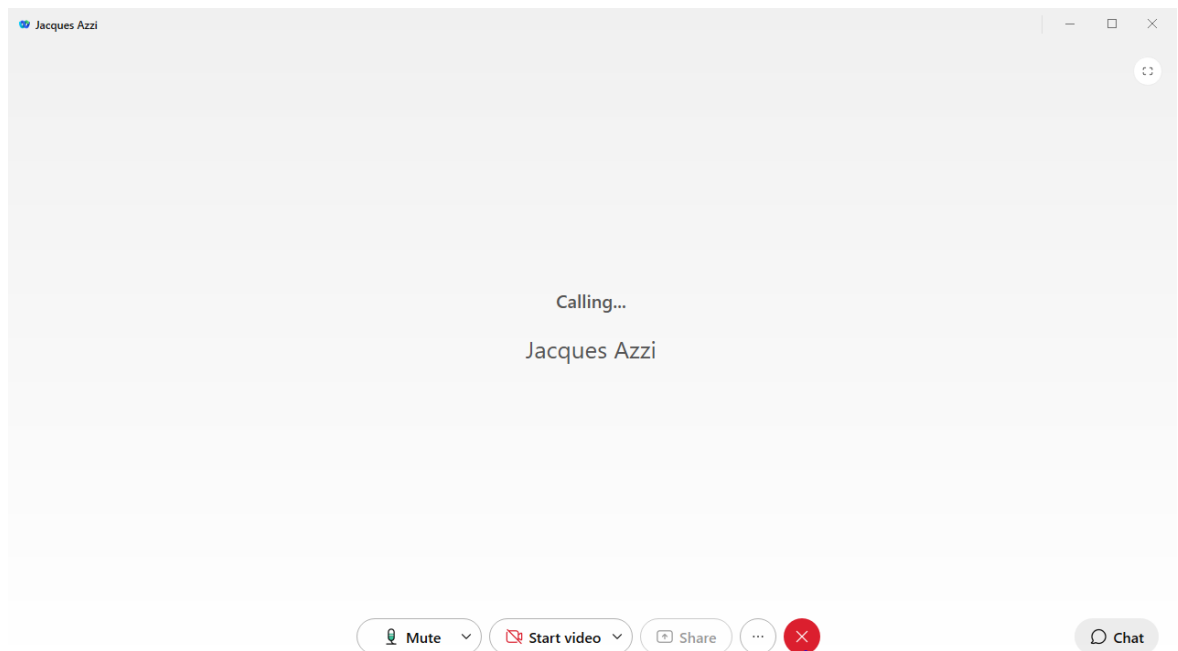 Jacques Azzi
Calling...
Jacques Azzi
Mute
Start video
Share
Chat